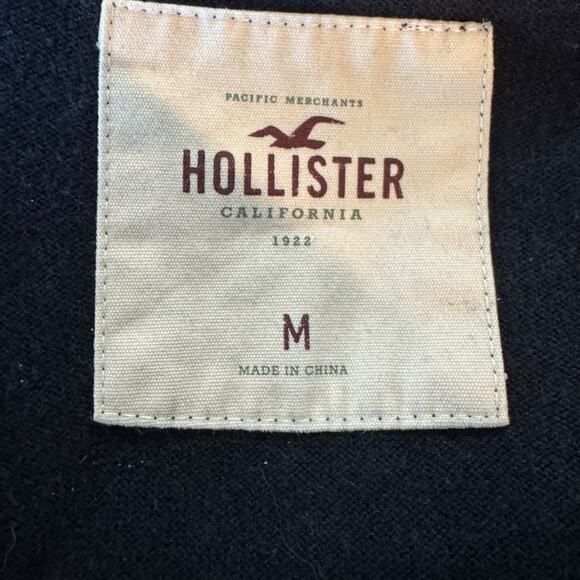 PACIFIC MERCHANTS
HOLLISTER
CALIFORNIA
1922
M
MADE IN CHINA